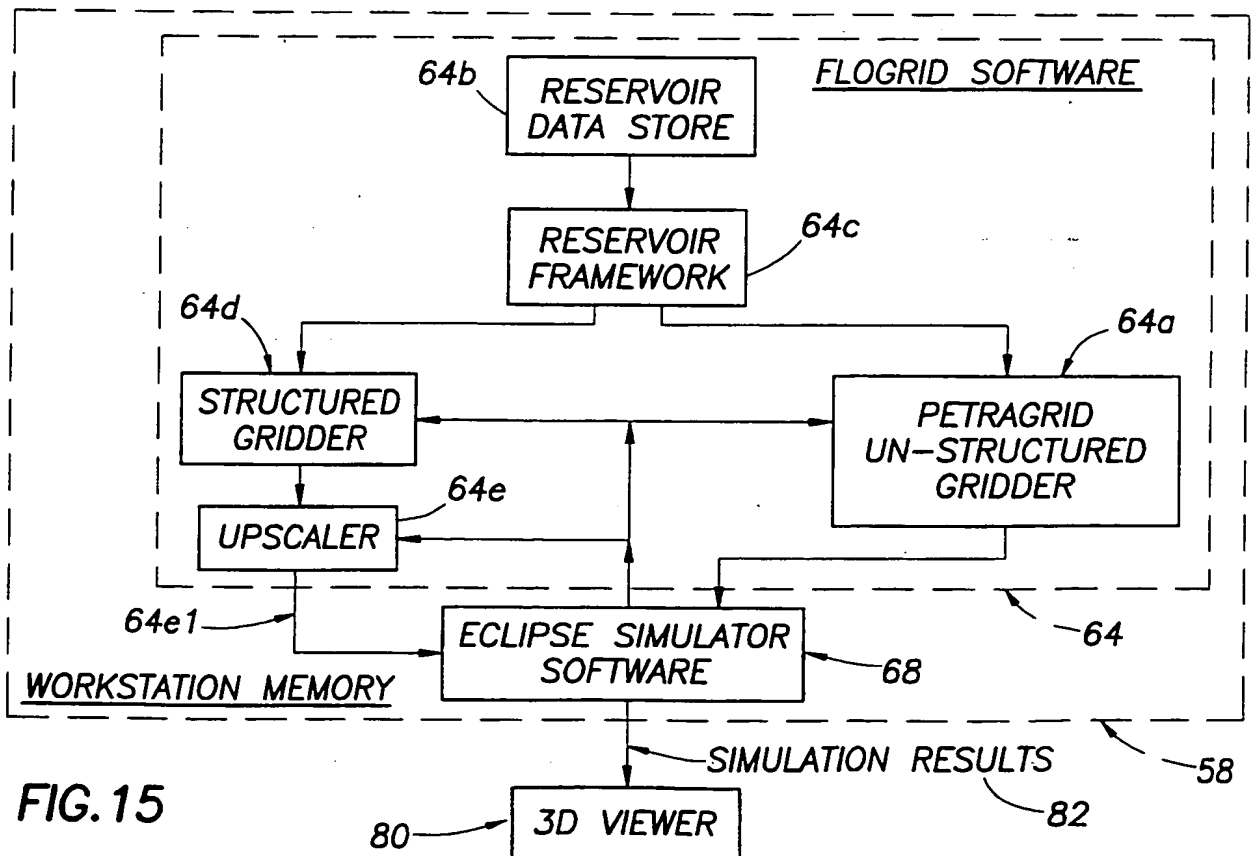 64b
RESERVOIR
DATA STORE
FLOGRID SOFTWARE
RESERVOIR
FRAMEWORK
64c
64d
64a
STRUCTURED
GRIDDER
PETRAGRID
UN-STRUCTURED
GRIDDER
64e
UPSCALER
64e1
64
ECLIPSE SIMULATOR
SOFTWARE
68
WORKSTATION MEMORY
58
SIMULATION RESULTS
82
FIG.15
80
3D VIEWER